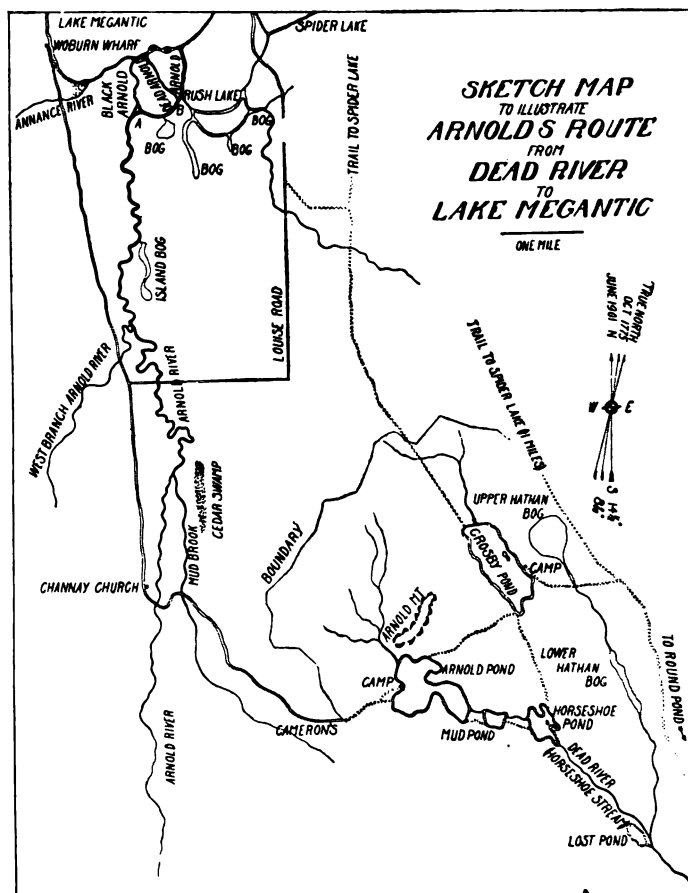 LAKE MEGANTIC
WOBURN WHARF
SPIDER LAKE
ANNANCE RIVER
BLACK ARNOLD
DEAD ARNOLD
ARNOLD
RUSH LAKE
A
B
BOG
BOG
BOG
BOG
SKETCH MAP
TO ILLUSTRATE
ARNOLDS ROUTE
FROM
DEAD RIVER
TO
LAKE MEGANTIC
ONE MILE
TRAIL TO SPIDER LAKE
ISLAND BOG
LOUISE ROAD
TRUE NORTH
OCT 1775
JUNE 1901 N
W E
S
WEST BRANCH ARNOLD RIVER
ARNOLD RIVER
TRAIL TO SPIDER LAKE (11 MILES)
CEDAR SWAMP
MUD BROOK
BOUNDARY
UPPER HATHAN
BOG
CROSBY POND
CAMP
CHANNAY CHURCH
ARNOLD MT
LOWER
HATHAN
BOG
TO ROUND POND
CAMP
ARNOLD POND
ARNOLD RIVER
CAMERONS
MUD POND
HORSESHOE
POND
DEAD RIVER
(HORSESHOE STREAM)
LOST POND